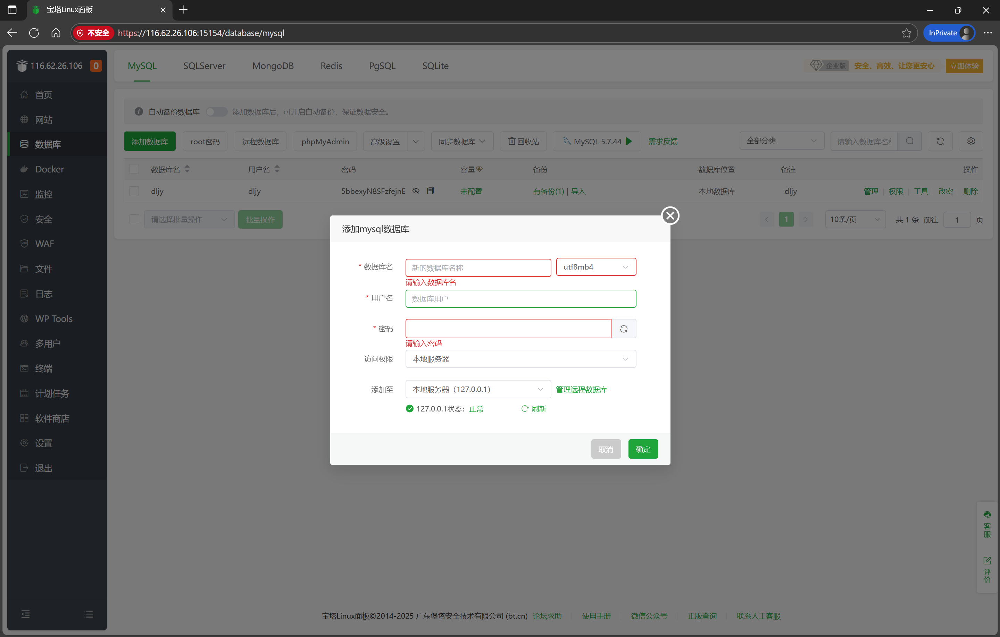 宝塔Linux面板
不安全 https://116.62.26.106:15154/database/mysql
InPrivate
116.62.26.106 0
首页
网站
数据库
Docker
监控
安全
WAF
文件
日志
WP Tools
多用户
终端
计划任务
软件商店
设置
退出
MySQL SQLServer MongoDB Redis PgSQL SQLite
企业版 安全、高效、让您更安心 立即体验
自动备份数据库 添加数据库后，可开启自动备份，保证数据安全。
添加数据库 root密码 远程数据库 phpMyAdmin 高级设置 同步数据库 回收站 MySQL 5.7.44 需求反馈 全部分类 请输入数据库名
数据库名 用户名 密码 容量 备份 数据库位置 备注 操作
dljy dljy 5bbexyN8SFzfejnE 未配置 有备份(1) | 导入 本地数据库 dljy 管理 权限 工具 改密 删除
请选择批量操作 批量操作 1 10条/页 共 1 条 前往 1 页
添加mysql数据库
* 数据库名 新的数据库名称 utf8mb4
请输入数据库名
* 用户名 数据库用户
* 密码
请输入密码
访问权限 本地服务器
添加至 本地服务器（127.0.0.1） 管理远程数据库
127.0.0.1状态：正常 刷新
取消 确定
客服
评价
宝塔Linux面板©2014-2025 广东堡塔安全技术有限公司 (bt.cn) 论坛求助 使用手册 微信公众号 正版查询 联系人工客服